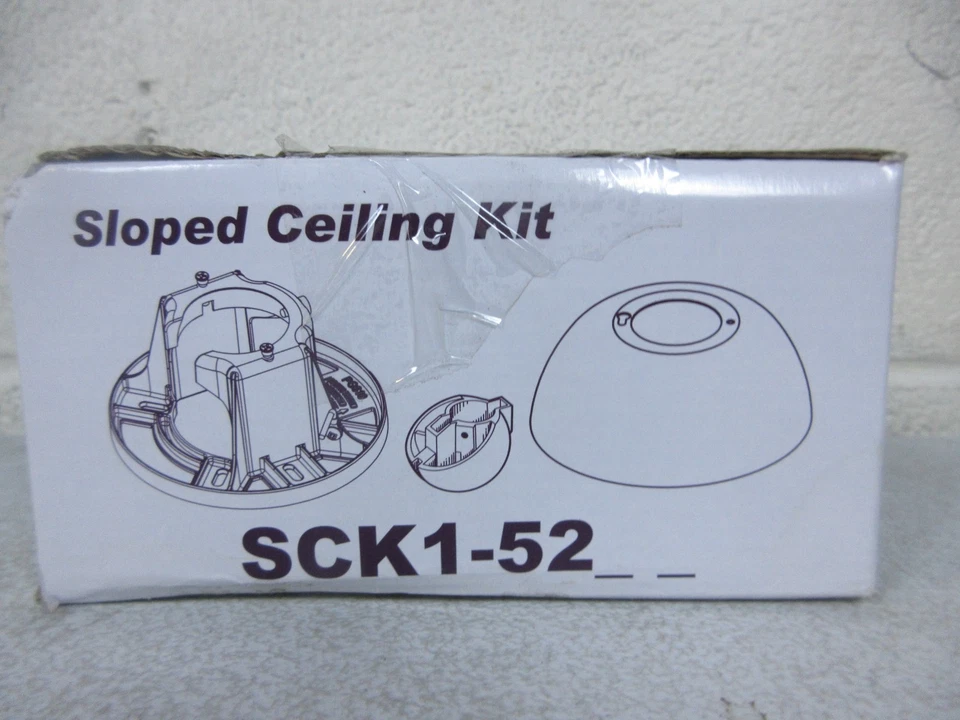 Sloped Ceiling Kit
SCK1-52_ _